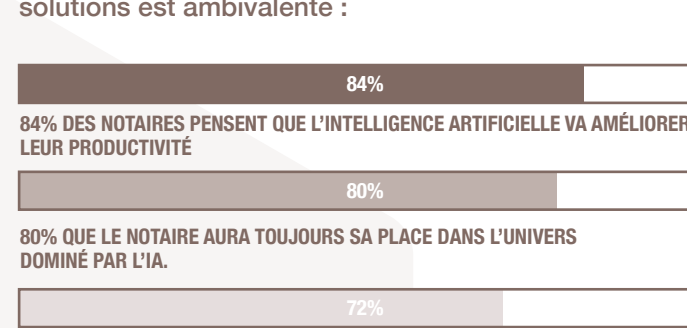 solutions est ambivalente :
84%
84% DES NOTAIRES PENSENT QUE L'INTELLIGENCE ARTIFICIELLE VA AMÉLIORER
LEUR PRODUCTIVITÉ
80%
80% QUE LE NOTAIRE AURA TOUJOURS SA PLACE DANS L'UNIVERS
DOMINÉ PAR L'IA.
72%